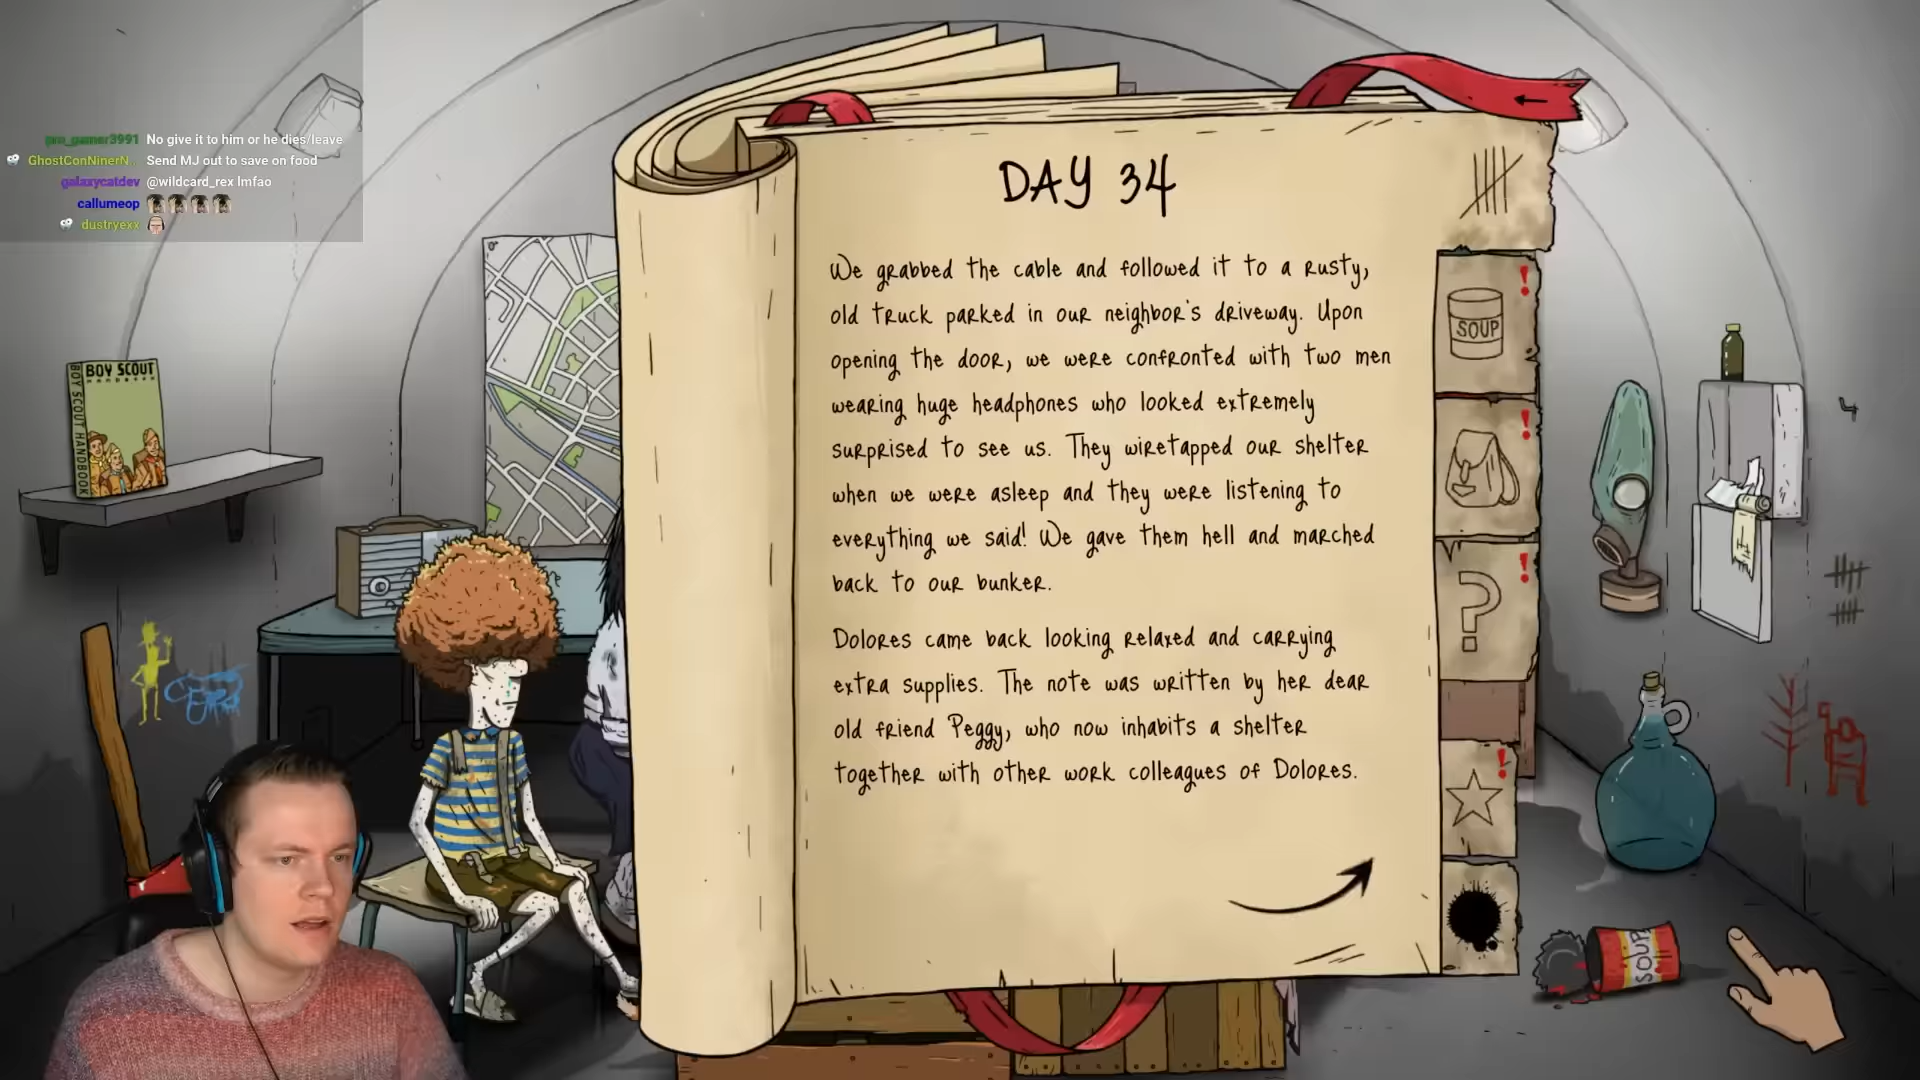 pro_gamer3991 No give it to him or he dies/leave
GhostConNinerN... Send MJ out to save on food
galaxycatdev @wildcard_rex lmfao
callumeop
dustryexx
DAY 34
We grabbed the cable and followed it to a rusty,
old truck parked in our neighbor's driveway. Upon
opening the door, we were confronted with two men
wearing huge headphones who looked extremely
surprised to see us. They wiretapped our shelter
when we were asleep and they were listening to
everything we said! We gave them hell and marched
back to our bunker.
Dolores came back looking relaxed and carrying
extra supplies. The note was written by her dear
old friend Peggy, who now inhabits a shelter
together with other work colleagues of Dolores.
!
SOUP
!
!
?
!
BOY SCOUT
BOY SCOUT HANDBOOK
SOUP